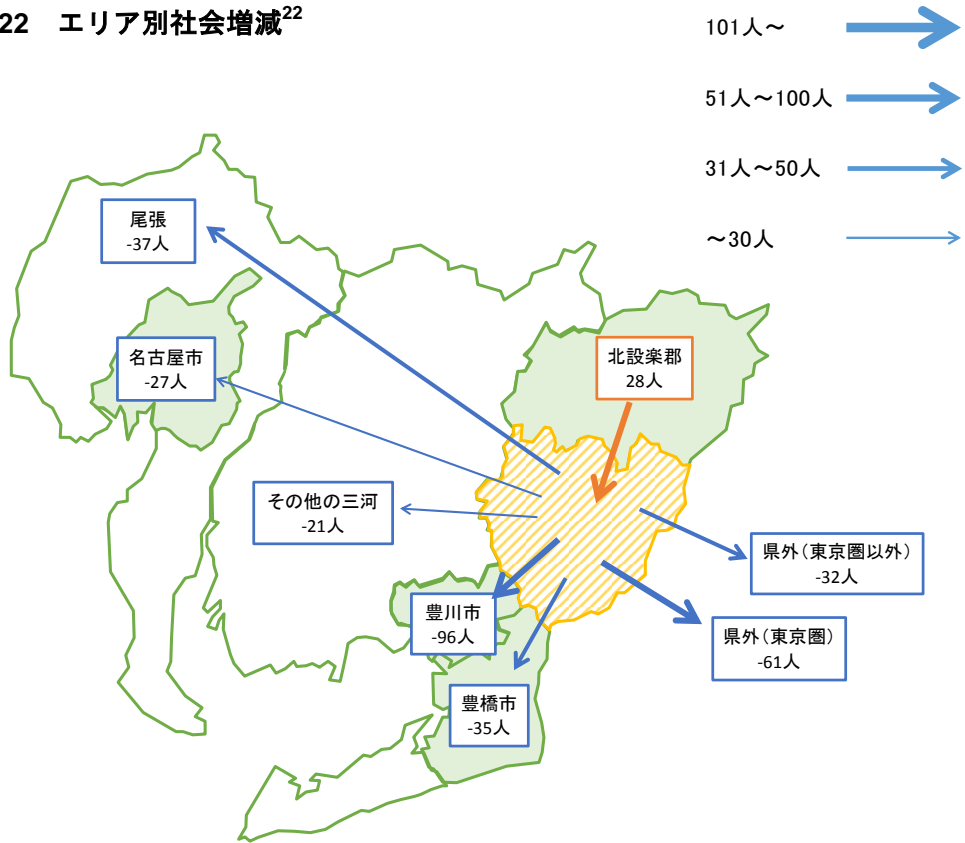 22 エリア別社会増減22
101人～
51人～100人
31人～50人
～30人
尾張
-37人
名古屋市
-27人
北設楽郡
28人
その他の三河
-21人
県外（東京圏以外）
-32人
豊川市
-96人
県外（東京圏）
-61人
豊橋市
-35人